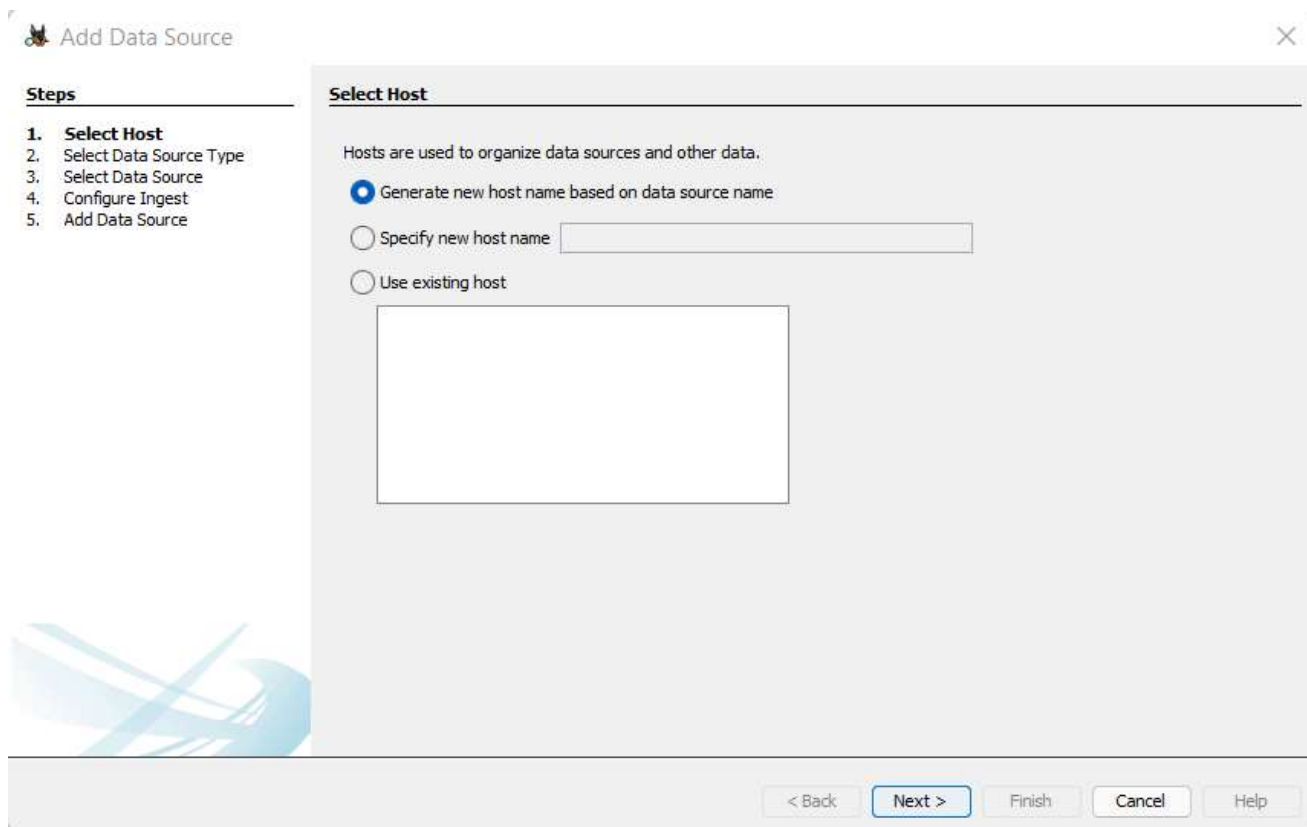 Add Data Source
Steps
1. Select Host
2. Select Data Source Type
3. Select Data Source
4. Configure Ingest
5. Add Data Source
Select Host
Hosts are used to organize data sources and other data.
Generate new host name based on data source name
Specify new host name
Use existing host
< Back Next > Finish Cancel Help